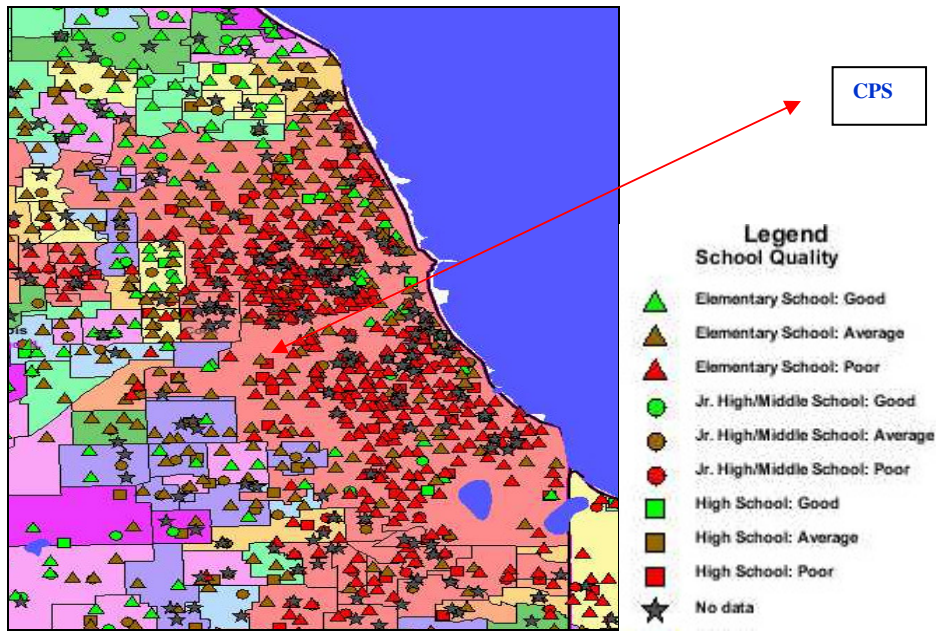 CPS
Legend
School Quality
Elementary School: Good
Elementary School: Average
Elementary School: Poor
Jr. High/Middle School: Good
Jr. High/Middle School: Average
Jr. High/Middle School: Poor
High School: Good
High School: Average
High School: Poor
No data